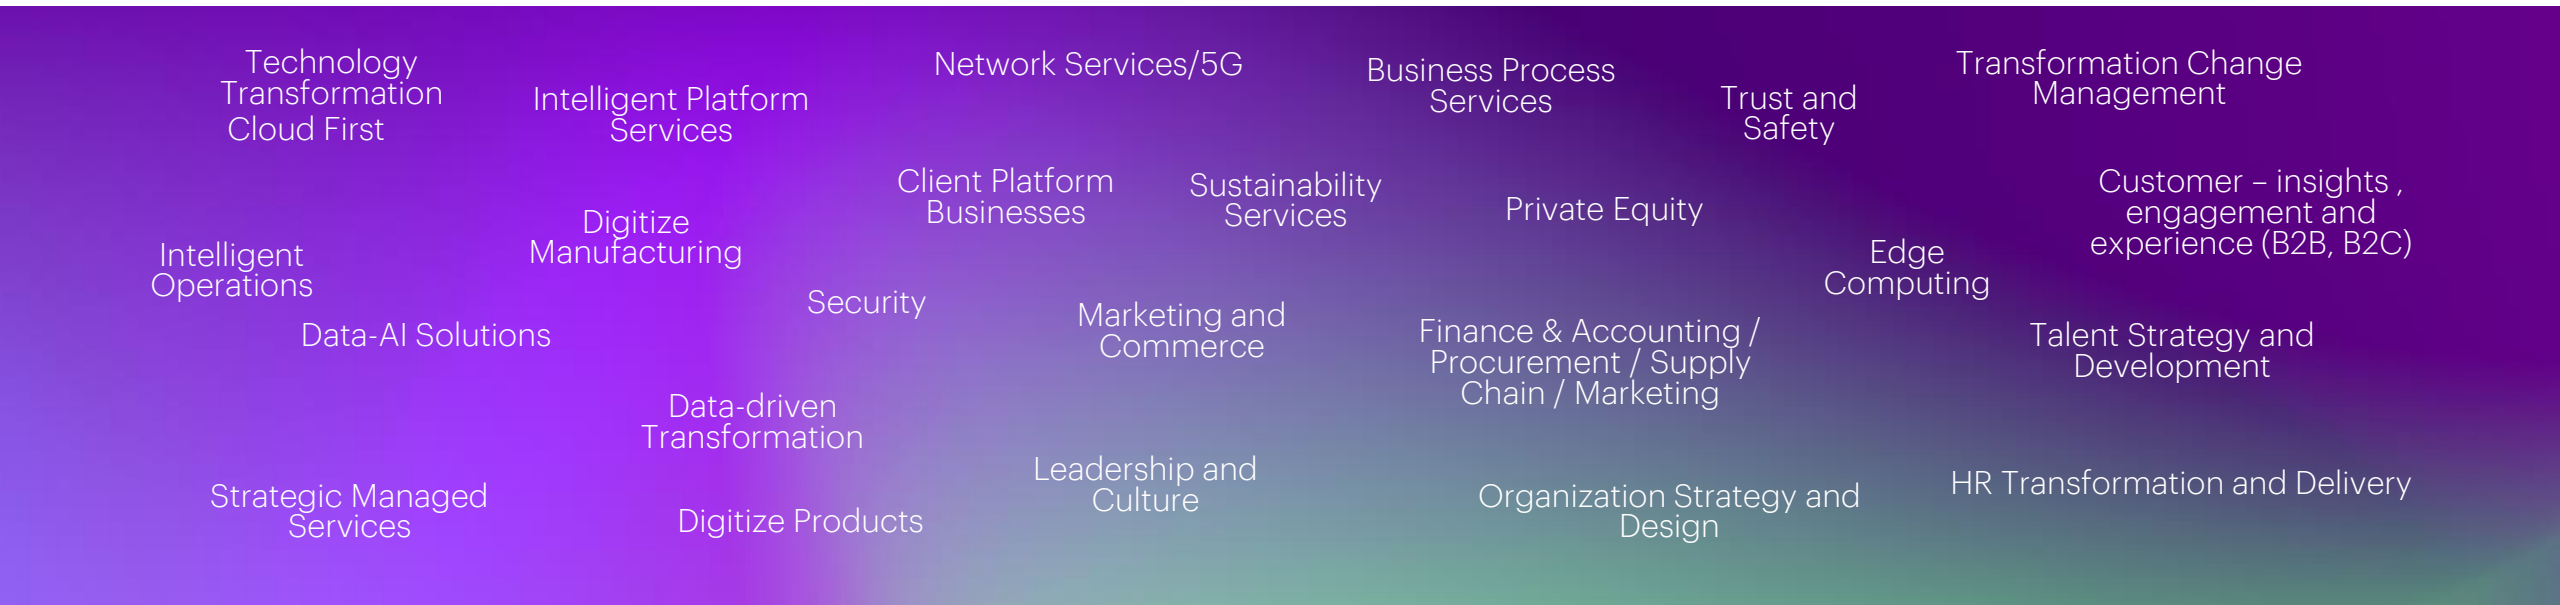 Technology
Transformation
Cloud First
Intelligent Platform
Services
Network Services/5G
Business Process
Services
Trust and
Safety
Transformation Change
Management
Client Platform
Businesses
Sustainability
Services
Private Equity
Customer – insights ,
engagement and
experience (B2B, B2C)
Digitize
Manufacturing
Intelligent
Operations
Edge
Computing
Security
Marketing and
Commerce
Finance & Accounting /
Procurement / Supply
Chain / Marketing
Data-AI Solutions
Talent Strategy and
Development
Data-driven
Transformation
Leadership and
Culture
Strategic Managed
Services
Digitize Products
Organization Strategy and
Design
HR Transformation and Delivery